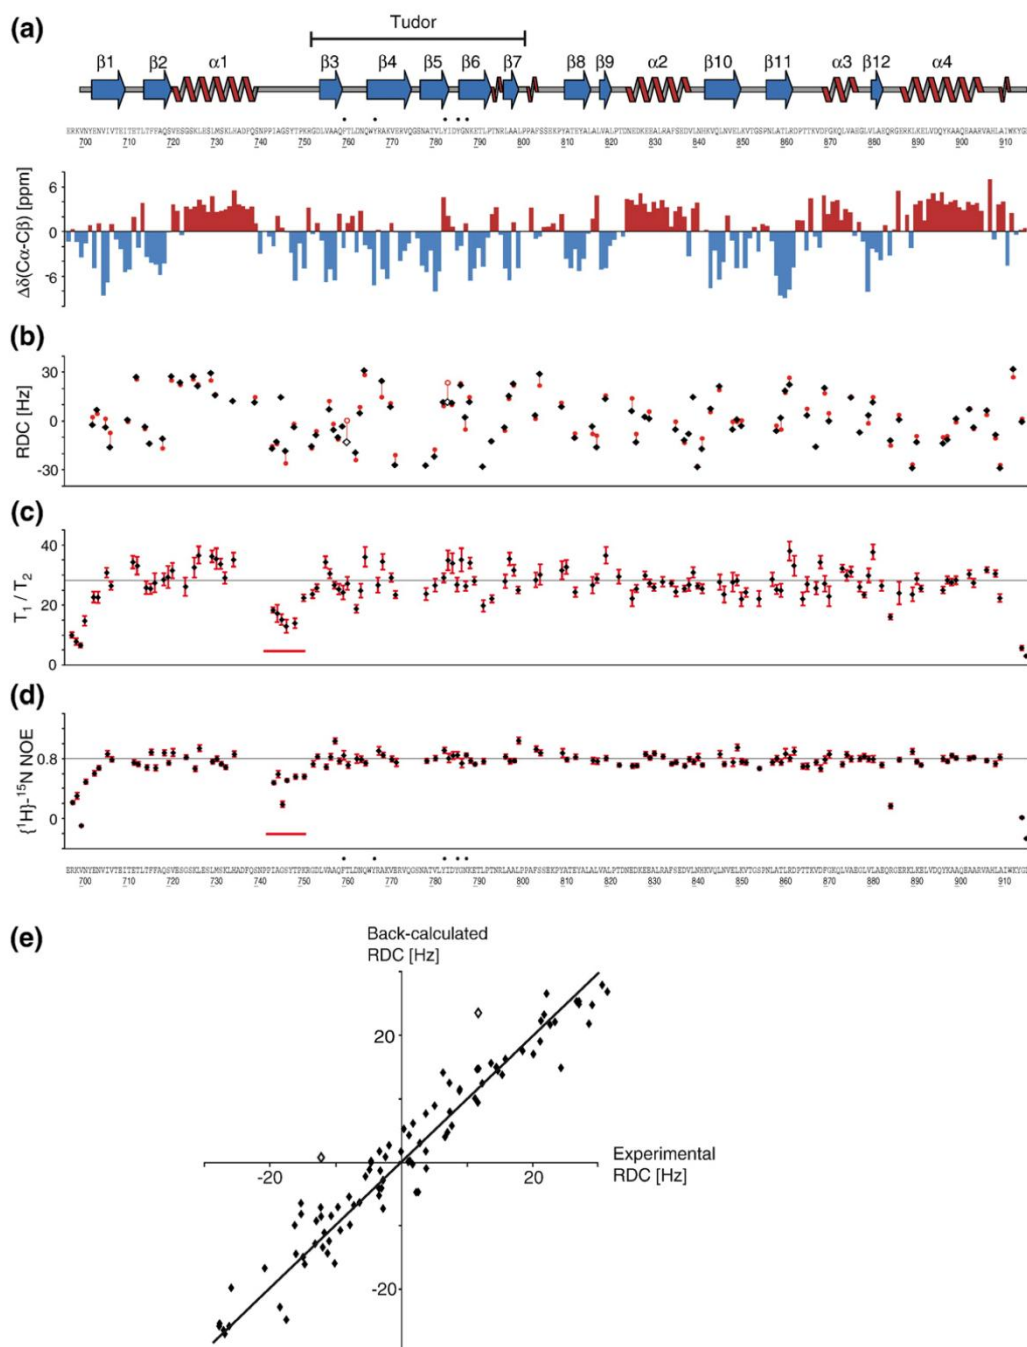 (a)
Tudor
β1 β2 α1 β3 β4 β5 β6 β7 β8 β9 α2 β10 β11 α3 β12 α4
ERKVNYENVIVTEITETLTFFAQSVESGSKLESLMSKLHADFQSNPPIAGSYTPKRGDLVAAQFTLDNQWYRAKVERVQGSNATVLYIDYGNKETLPTNRLAALPPAFSSEKPYATEYALALVALPTDNEDKEEALRAFSEDVLNHKVQLNVELKVTGSPNLATLRDPTTKVDFGKQLVAEGLVLAEQRGERKLKELVDQYKAAQEAARVAHLAIWKYGD
700 710 720 730 740 750 760 770 780 790 800 810 820 830 840 850 860 870 880 890 900 910
Δδ(Cα-Cβ) [ppm]
6
0
-6
(b)
RDC [Hz]
30
0
-30
(c)
T1 / T2
40
20
0
(d)
{1H}-15N NOE
0.8
0
ERKVNYENVIVTEITETLTFFAQSVESGSKLESLMSKLHADFQSNPPIAGSYTPKRGDLVAAQFTLDNQWYRAKVERVQGSNATVLYIDYGNKETLPTNRLAALPPAFSSEKPYATEYALALVALPTDNEDKEEALRAFSEDVLNHKVQLNVELKVTGSPNLATLRDPTTKVDFGKQLVAEGLVLAEQRGERKLKELVDQYKAAQEAARVAHLAIWKYGD
700 710 720 730 740 750 760 770 780 790 800 810 820 830 840 850 860 870 880 890 900 910
(e)
Back-calculated
RDC [Hz]
20
Experimental
RDC [Hz]
-20
20
-20